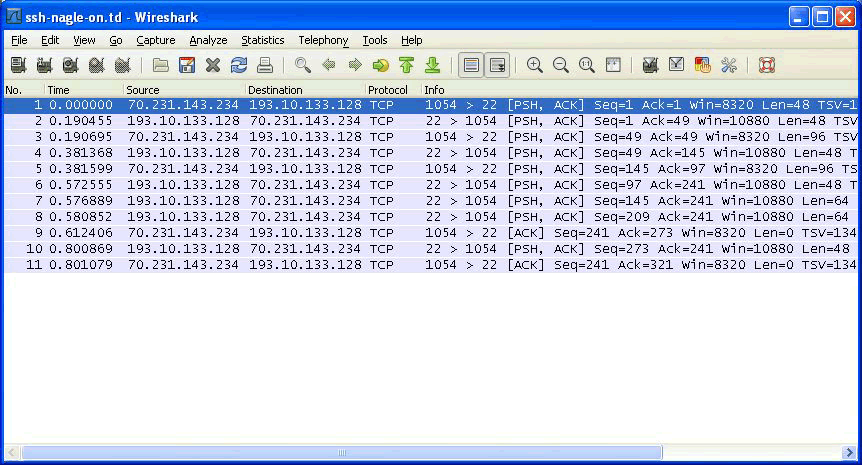 ssh-nagle-on.td - Wireshark
File Edit View Go Capture Analyze Statistics Telephony Tools Help
No. Time Source Destination Protocol Info
1 0.000000 70.231.143.234 193.10.133.128 TCP 1054 > 22 [PSH, ACK] Seq=1 Ack=1 Win=8320 Len=48 TSV=1
2 0.190455 193.10.133.128 70.231.143.234 TCP 22 > 1054 [PSH, ACK] Seq=1 Ack=49 Win=10880 Len=48 TS
3 0.190695 70.231.143.234 193.10.133.128 TCP 1054 > 22 [PSH, ACK] Seq=49 Ack=49 Win=8320 Len=96 TSV
4 0.381368 193.10.133.128 70.231.143.234 TCP 22 > 1054 [PSH, ACK] Seq=49 Ack=145 Win=10880 Len=48 T
5 0.381599 70.231.143.234 193.10.133.128 TCP 1054 > 22 [PSH, ACK] Seq=145 Ack=97 Win=8320 Len=96 TS
6 0.572555 193.10.133.128 70.231.143.234 TCP 22 > 1054 [PSH, ACK] Seq=97 Ack=241 Win=10880 Len=48 T
7 0.576889 193.10.133.128 70.231.143.234 TCP 22 > 1054 [PSH, ACK] Seq=145 Ack=241 Win=10880 Len=64
8 0.580852 193.10.133.128 70.231.143.234 TCP 22 > 1054 [PSH, ACK] Seq=209 Ack=241 Win=10880 Len=64
9 0.612406 70.231.143.234 193.10.133.128 TCP 1054 > 22 [ACK] Seq=241 Ack=273 Win=8320 Len=0 TSV=134
10 0.800869 193.10.133.128 70.231.143.234 TCP 22 > 1054 [PSH, ACK] Seq=273 Ack=241 Win=10880 Len=48
11 0.801079 70.231.143.234 193.10.133.128 TCP 1054 > 22 [ACK] Seq=241 Ack=321 Win=8320 Len=0 TSV=134